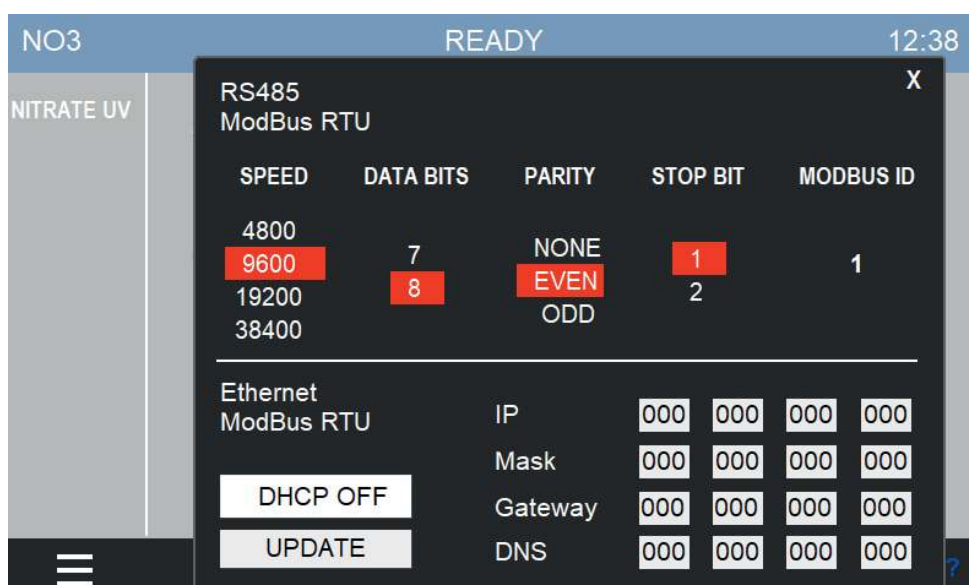 NO3 READY 12:38
NITRATE UV
X
RS485
ModBus RTU
SPEED DATA BITS PARITY STOP BIT MODBUS ID
4800
9600
19200
38400
7
8
NONE
EVEN
ODD
1
2
1
Ethernet
ModBus RTU
DHCP OFF
UPDATE
IP 000 000 000 000
Mask 000 000 000 000
Gateway 000 000 000 000
DNS 000 000 000 000
?